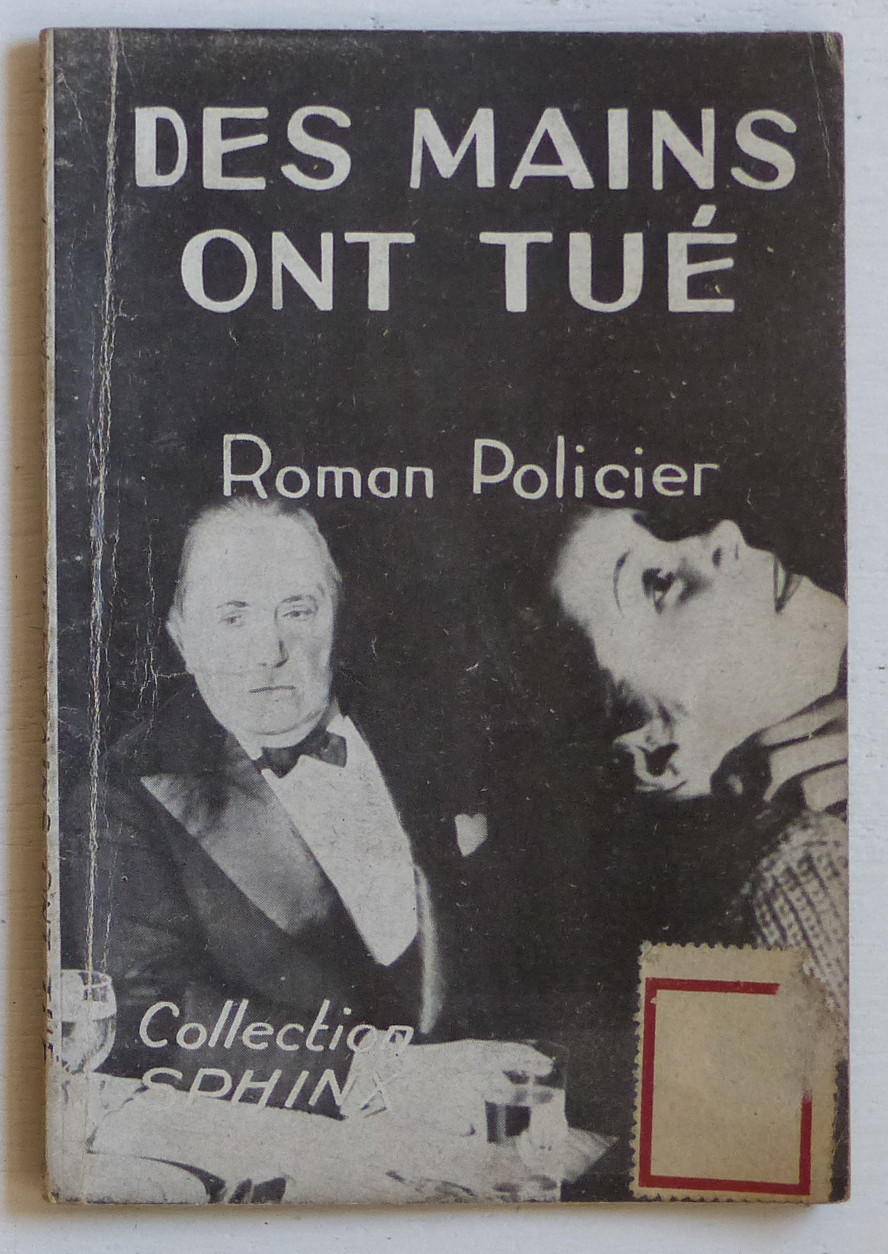 DES MAINS
ONT TUÉ
Roman Policier
Collection
SPHINX